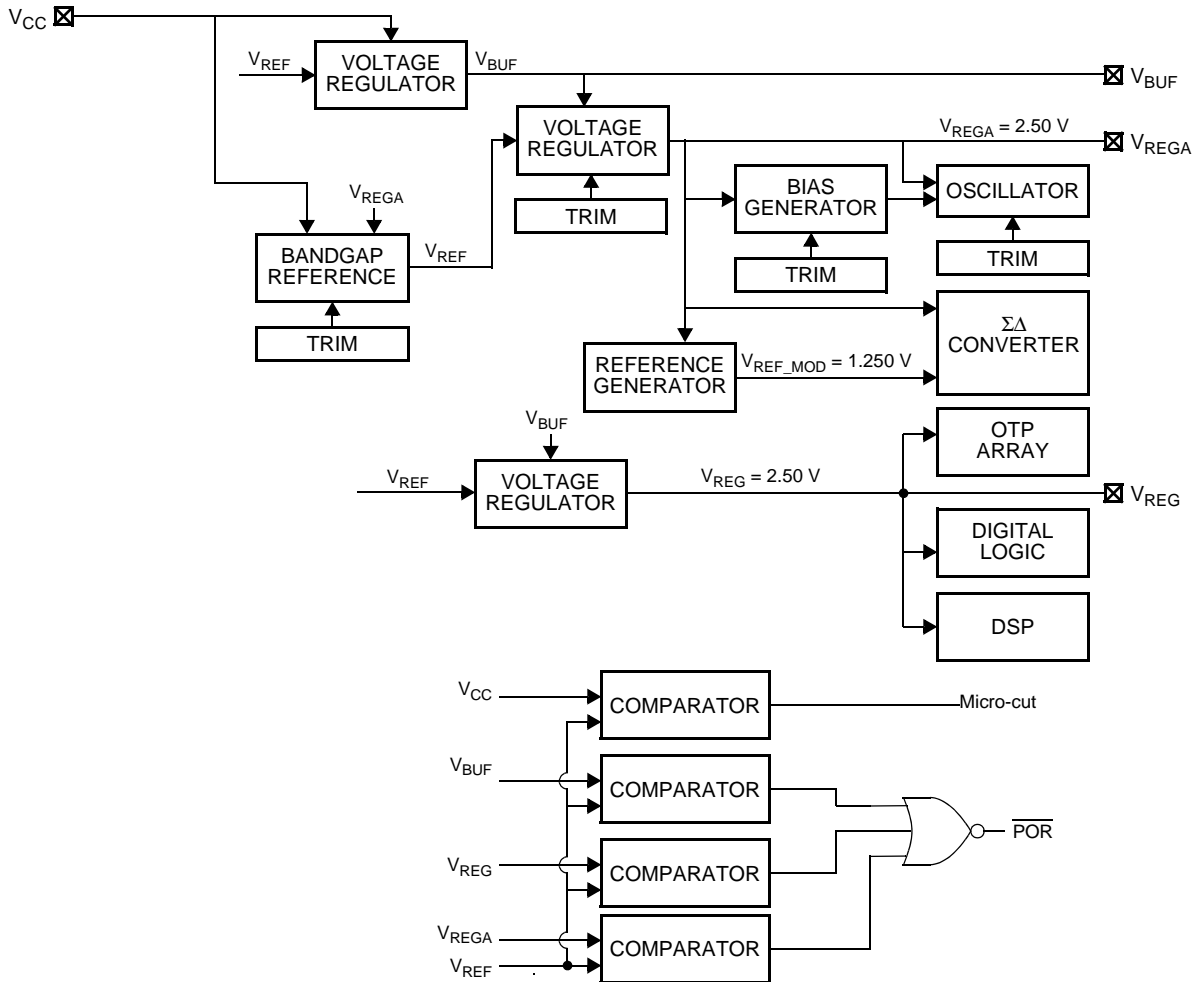 VCC
VREF
VOLTAGE
REGULATOR
VBUF
VBUF
VOLTAGE
REGULATOR
VREGA = 2.50 V
VREGA
TRIM
BIAS
GENERATOR
OSCILLATOR
TRIM
TRIM
VREGA
BANDGAP
REFERENCE
VREF
TRIM
ΣΔ
CONVERTER
REFERENCE
GENERATOR
VREF_MOD = 1.250 V
OTP
ARRAY
VBUF
VREF
VOLTAGE
REGULATOR
VREG = 2.50 V
VREG
DIGITAL
LOGIC
DSP
VCC
COMPARATOR
Micro-cut
VBUF
COMPARATOR
POR
VREG
COMPARATOR
VREGA
COMPARATOR
VREF